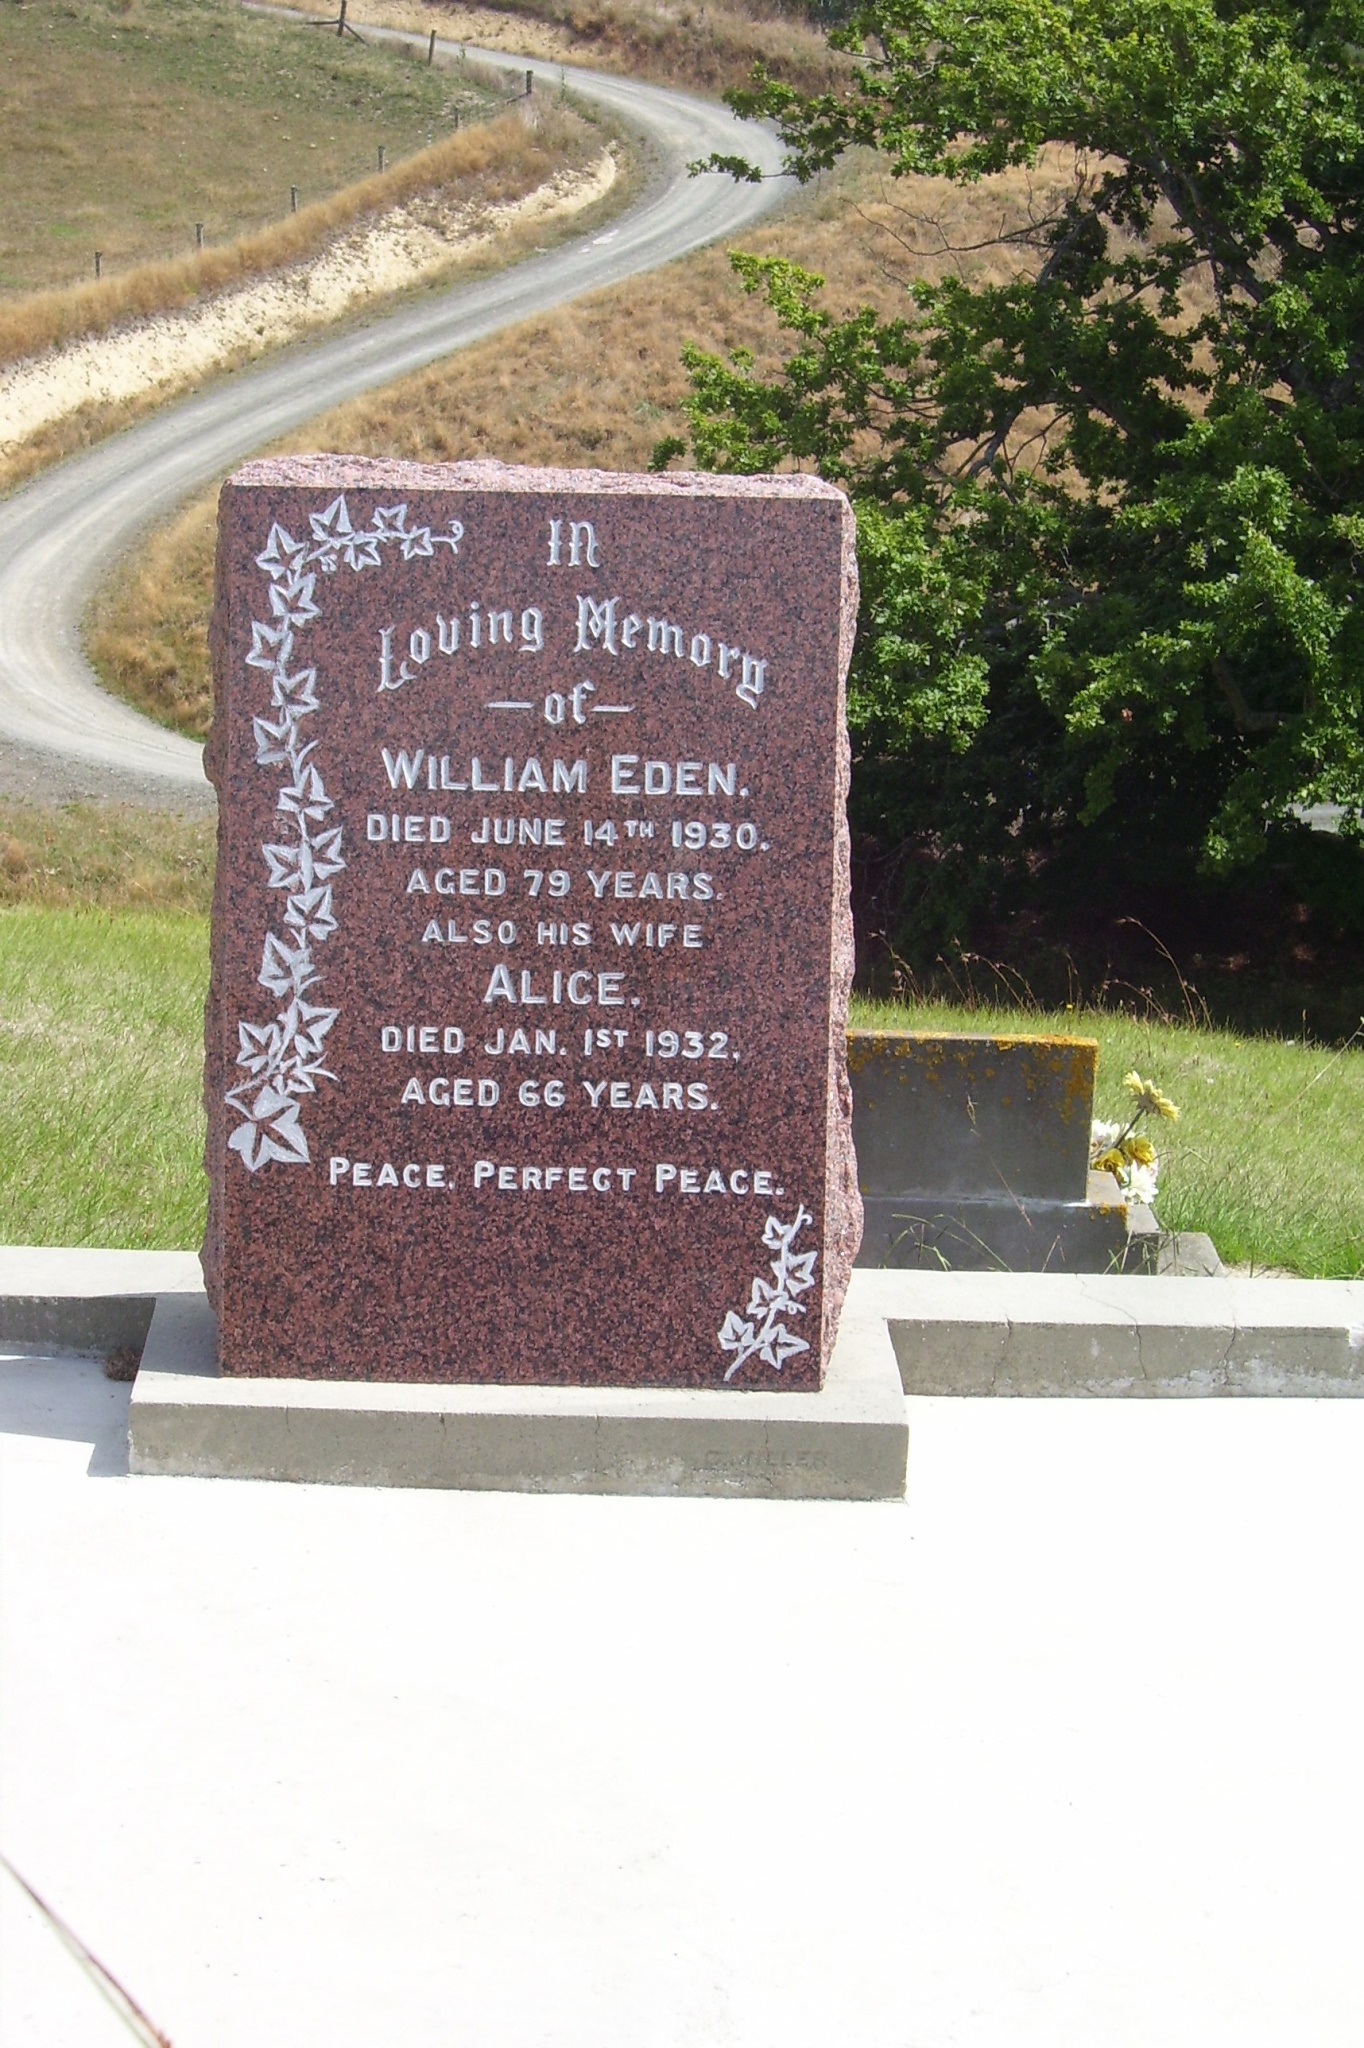 In
Loving Memory
— of —
WILLIAM EDEN.
DIED JUNE 14TH 1930.
AGED 79 YEARS.
ALSO HIS WIFE
ALICE.
DIED JAN. 1ST 1932,
AGED 66 YEARS.
PEACE, PERFECT PEACE.
MILLER